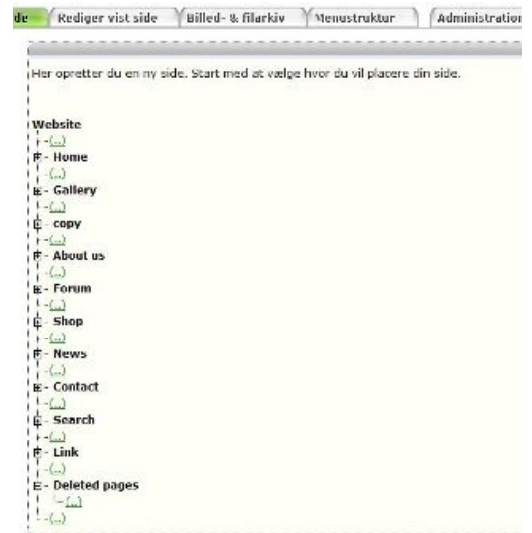 de Rediger vist side Billed- & filarkiv Menustruktur Administration
Her opretter du en ny side. Start med at vælge hvor du vil placere din side.
Website
(...)
Home
(...)
Gallery
(...)
copy
(...)
About us
(...)
Forum
(...)
Shop
(...)
News
(...)
Contact
(...)
Search
(...)
Link
(...)
Deleted pages
(...)
(...)